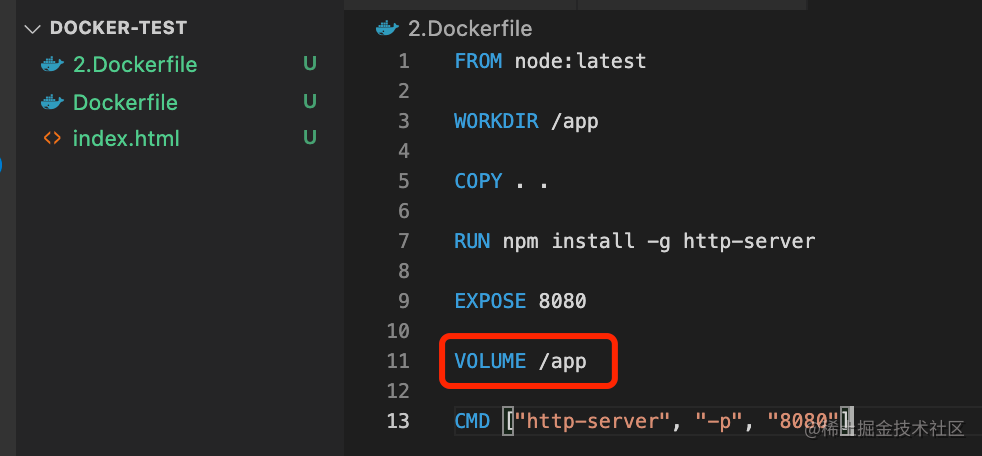 DOCKER-TEST
2.Dockerfile U
Dockerfile U
index.html U
2.Dockerfile
1 FROM node:latest
2
3 WORKDIR /app
4
5 COPY . .
6
7 RUN npm install -g http-server
8
9 EXPOSE 8080
10
11 VOLUME /app
12
13 CMD ["http-server", "-p", "8080"]
@稀土掘金技术社区